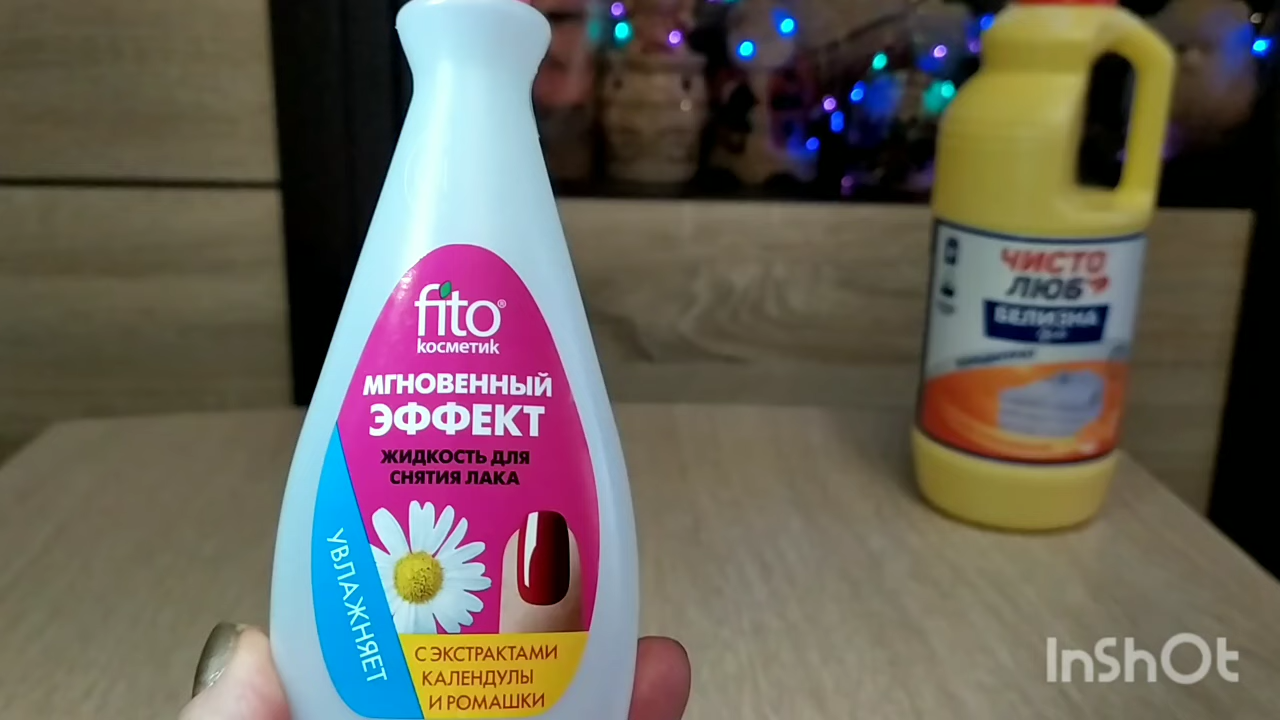 fito®
косметик
МГНОВЕННЫЙ
ЭФФЕКТ
ЖИДКОСТЬ ДЛЯ
СНЯТИЯ ЛАКА
УВЛАЖНЯЕТ
С ЭКСТРАКТАМИ
КАЛЕНДУЛЫ
И РОМАШКИ
ЧИСТО
ЛЮБ
БЕЛИЗНА
InShOt